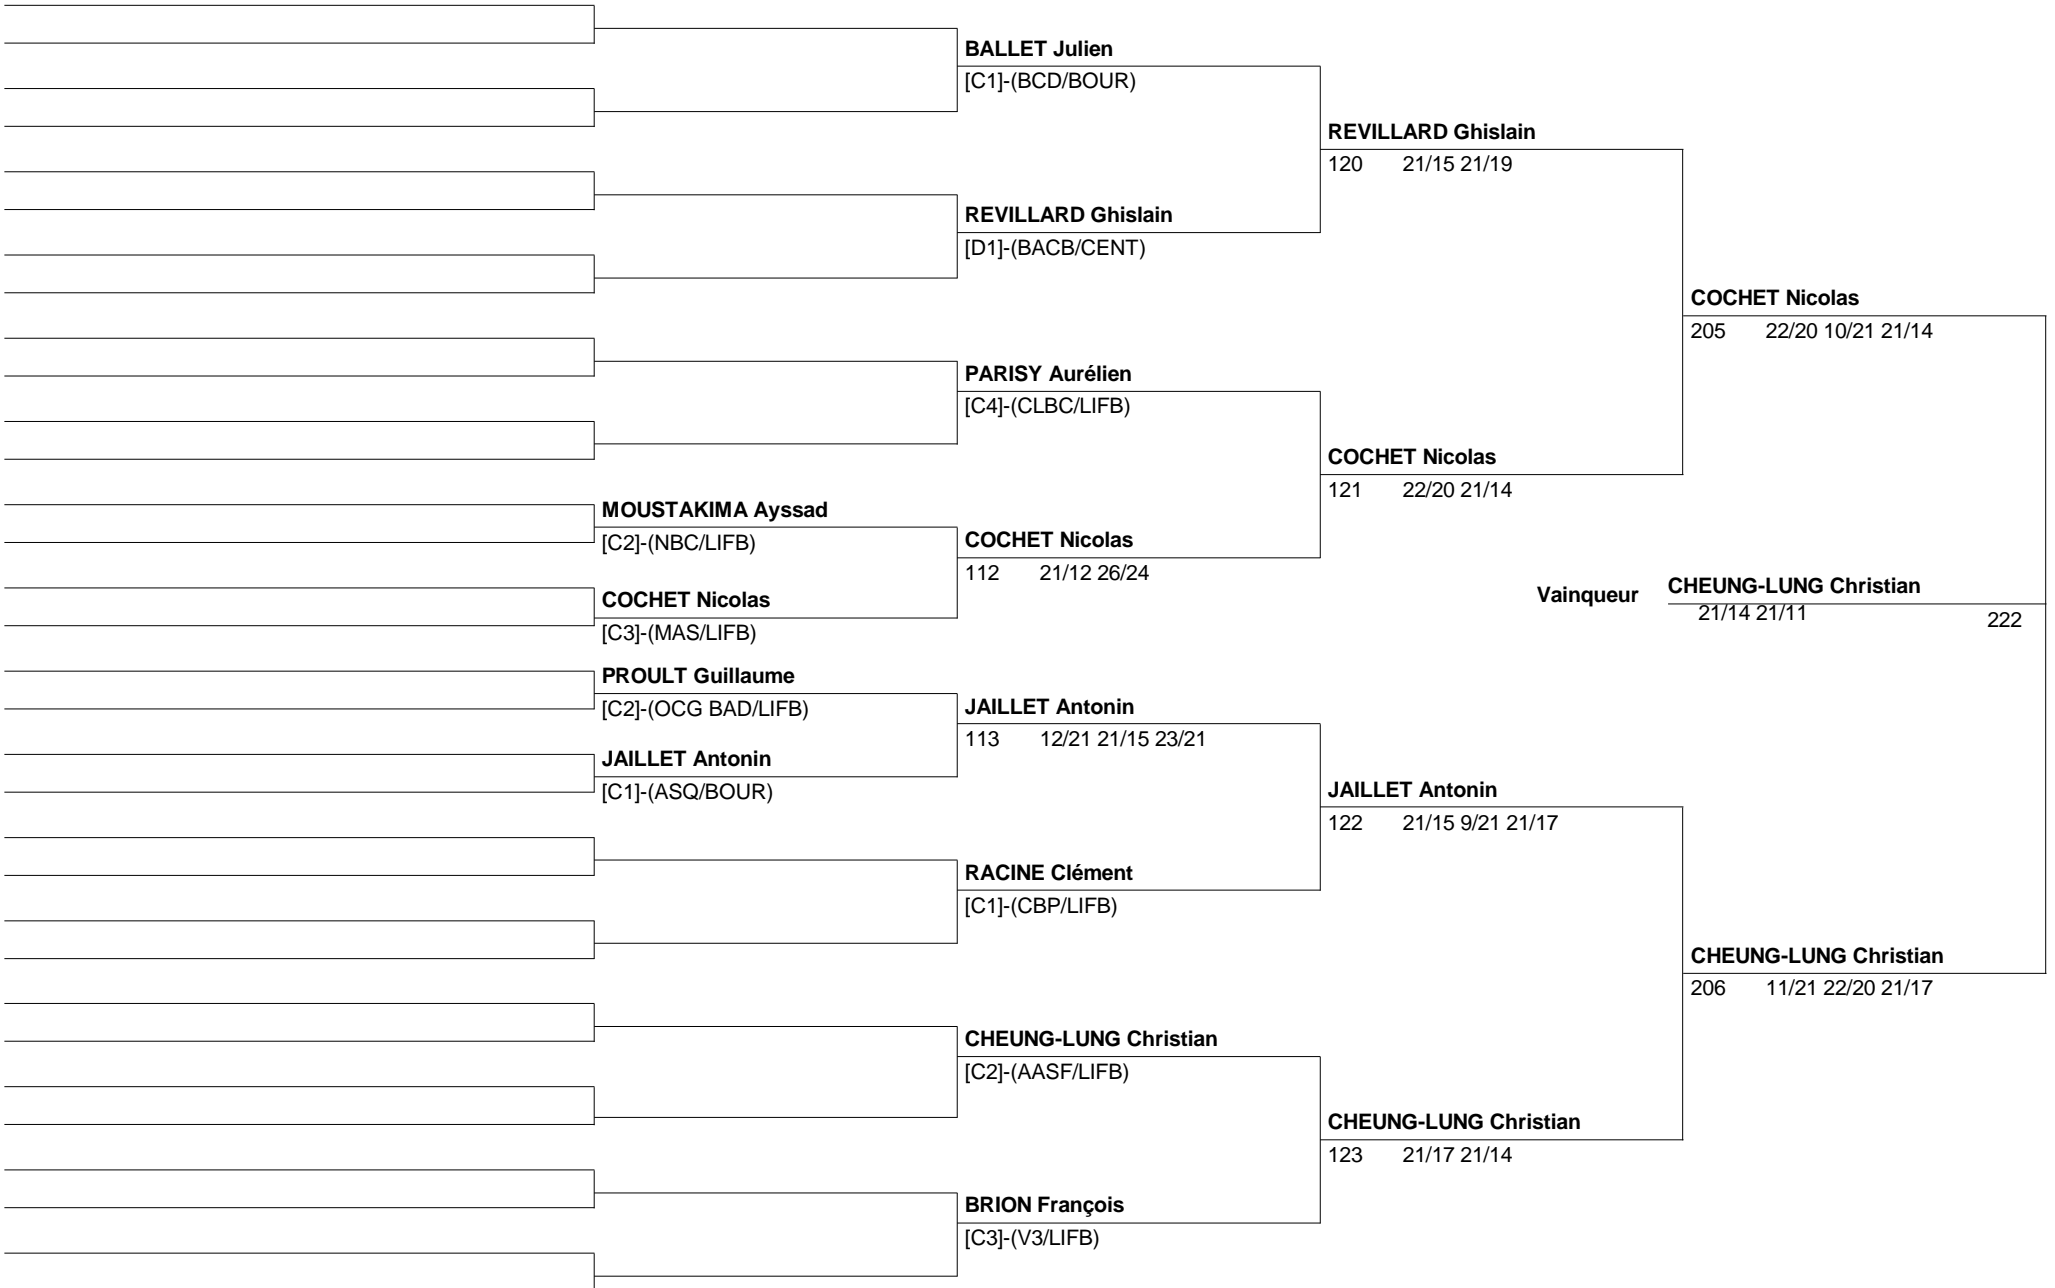 BALLET Julien
[C1]-(BCD/BOUR)
REVILLARD Ghislain
120 21/15 21/19
REVILLARD Ghislain
[D1]-(BACB/CENT)
COCHET Nicolas
205 22/20 10/21 21/14
PARISY Aurélien
[C4]-(CLBC/LIFB)
COCHET Nicolas
121 22/20 21/14
MOUSTAKIMA Ayssad
[C2]-(NBC/LIFB)
COCHET Nicolas
112 21/12 26/24
COCHET Nicolas
[C3]-(MAS/LIFB)
Vainqueur CHEUNG-LUNG Christian
21/14 21/11 222
PROULT Guillaume
[C2]-(OCG BAD/LIFB)
JAILLET Antonin
113 12/21 21/15 23/21
JAILLET Antonin
[C1]-(ASQ/BOUR)
JAILLET Antonin
122 21/15 9/21 21/17
RACINE Clément
[C1]-(CBP/LIFB)
CHEUNG-LUNG Christian
206 11/21 22/20 21/17
CHEUNG-LUNG Christian
[C2]-(AASF/LIFB)
CHEUNG-LUNG Christian
123 21/17 21/14
BRION François
[C3]-(V3/LIFB)